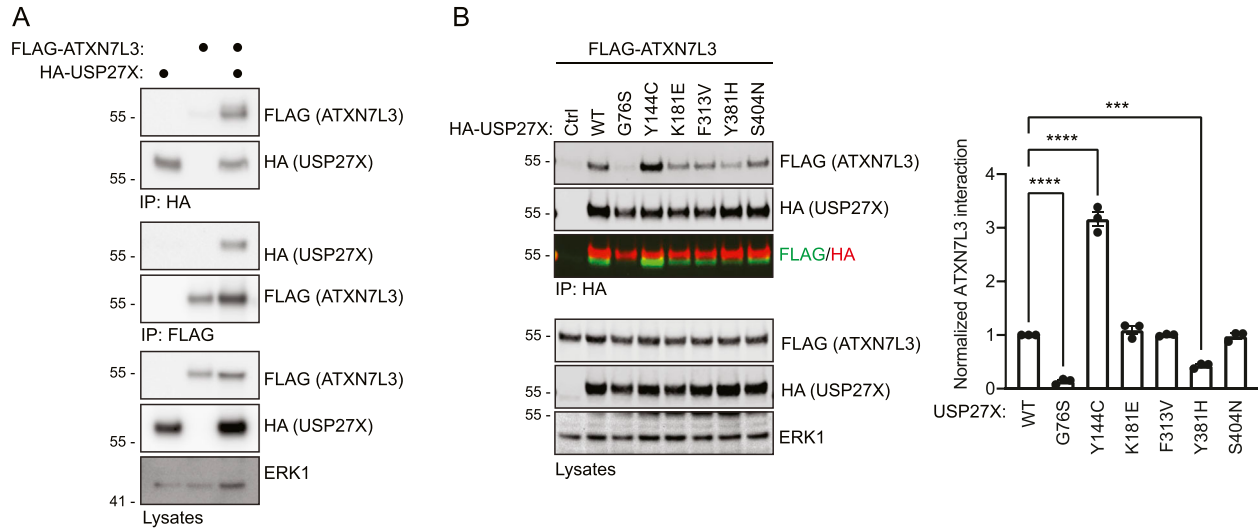 A
FLAG-ATXN7L3:
HA-USP27X:
55 -
FLAG (ATXN7L3)
55 -
HA (USP27X)
IP: HA
55 -
HA (USP27X)
55 -
FLAG (ATXN7L3)
IP: FLAG
55 -
FLAG (ATXN7L3)
55 -
HA (USP27X)
41 -
ERK1
Lysates
B
FLAG-ATXN7L3
HA-USP27X: Ctrl WT G76S Y144C K181E F313V Y381H S404N
55 -
FLAG (ATXN7L3)
55 -
HA (USP27X)
55 -
FLAG/HA
IP: HA
55 -
FLAG (ATXN7L3)
55 -
HA (USP27X)
55 -
ERK1
Lysates
Normalized ATXN7L3 interaction
***
****
****
4
3
2
1
0
USP27X: WT G76S Y144C K181E F313V Y381H S404N